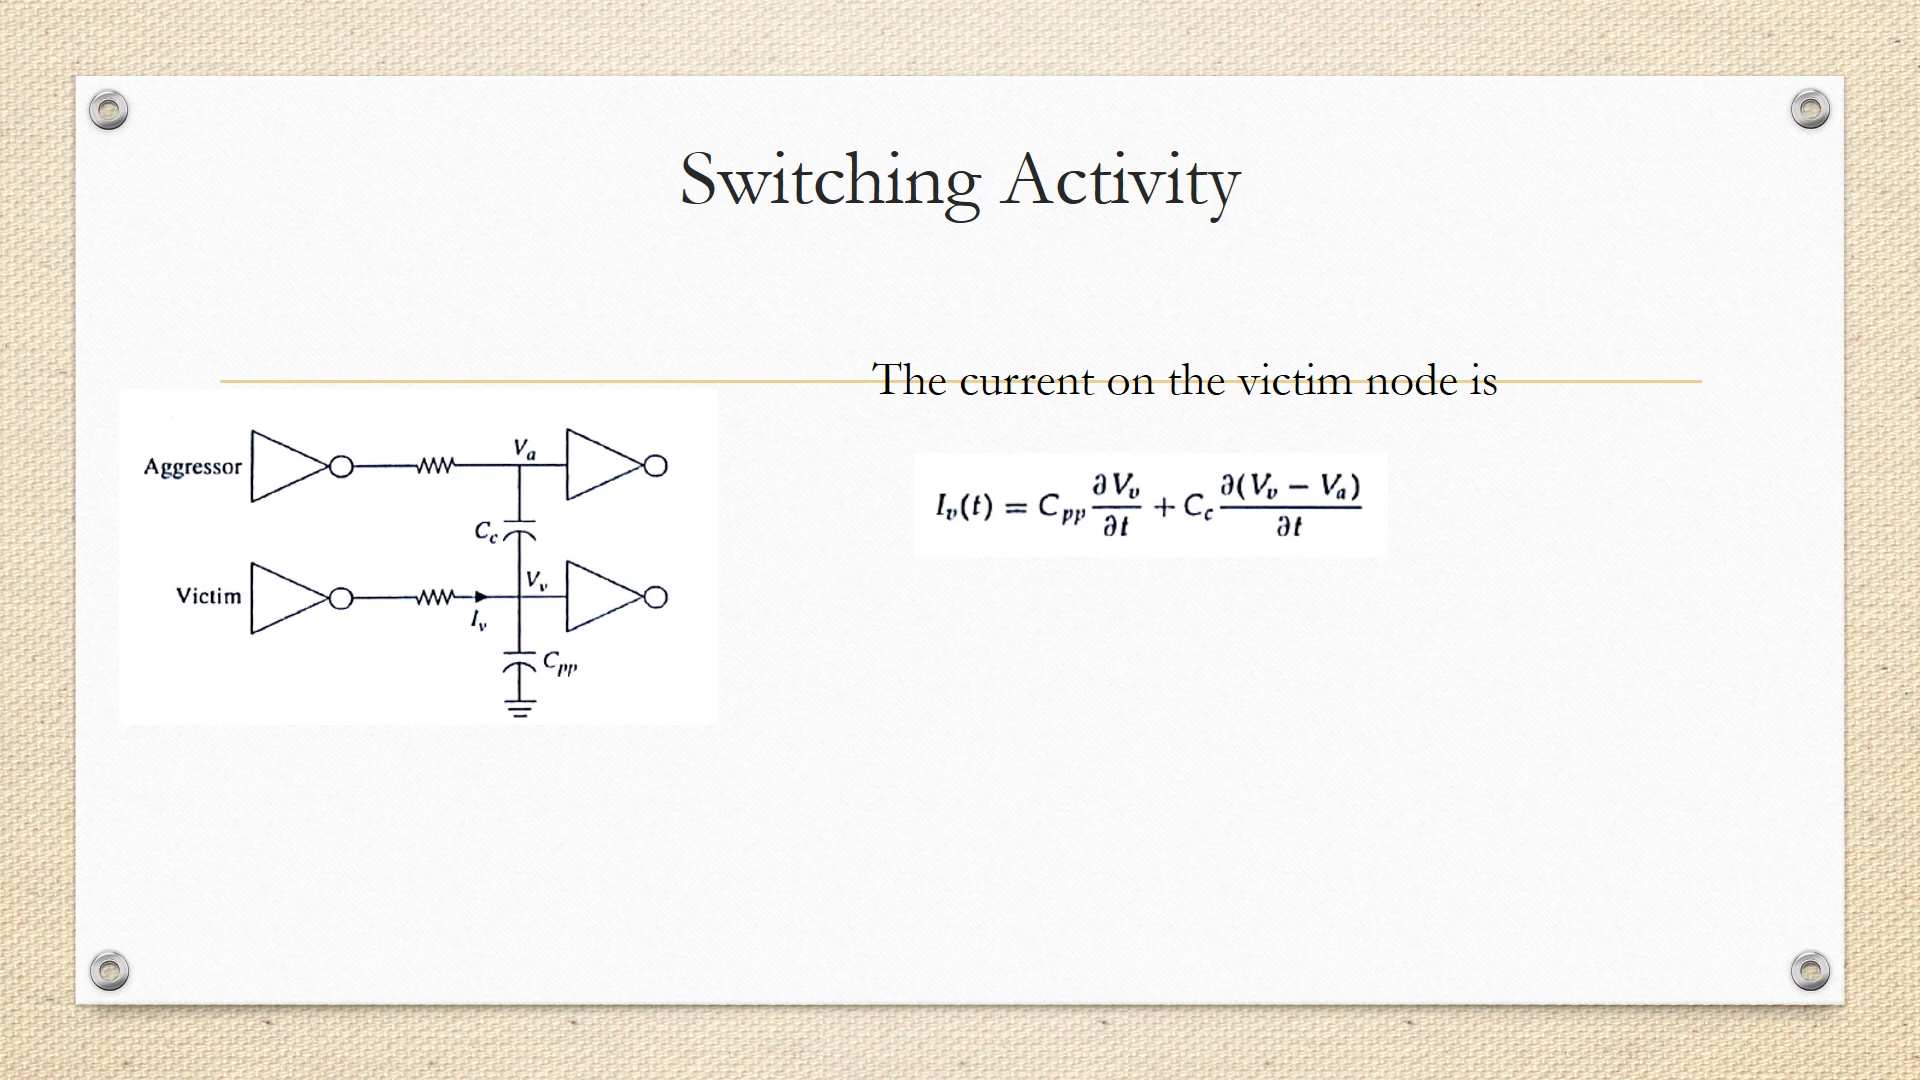 Switching Activity
The current on the victim node is
Aggressor
Vₐ
C_c
Victim
V_v
I_v
C_pp
I_v(t) = C_pp ∂V_v/∂t + C_c ∂(V_v − V_a)/∂t